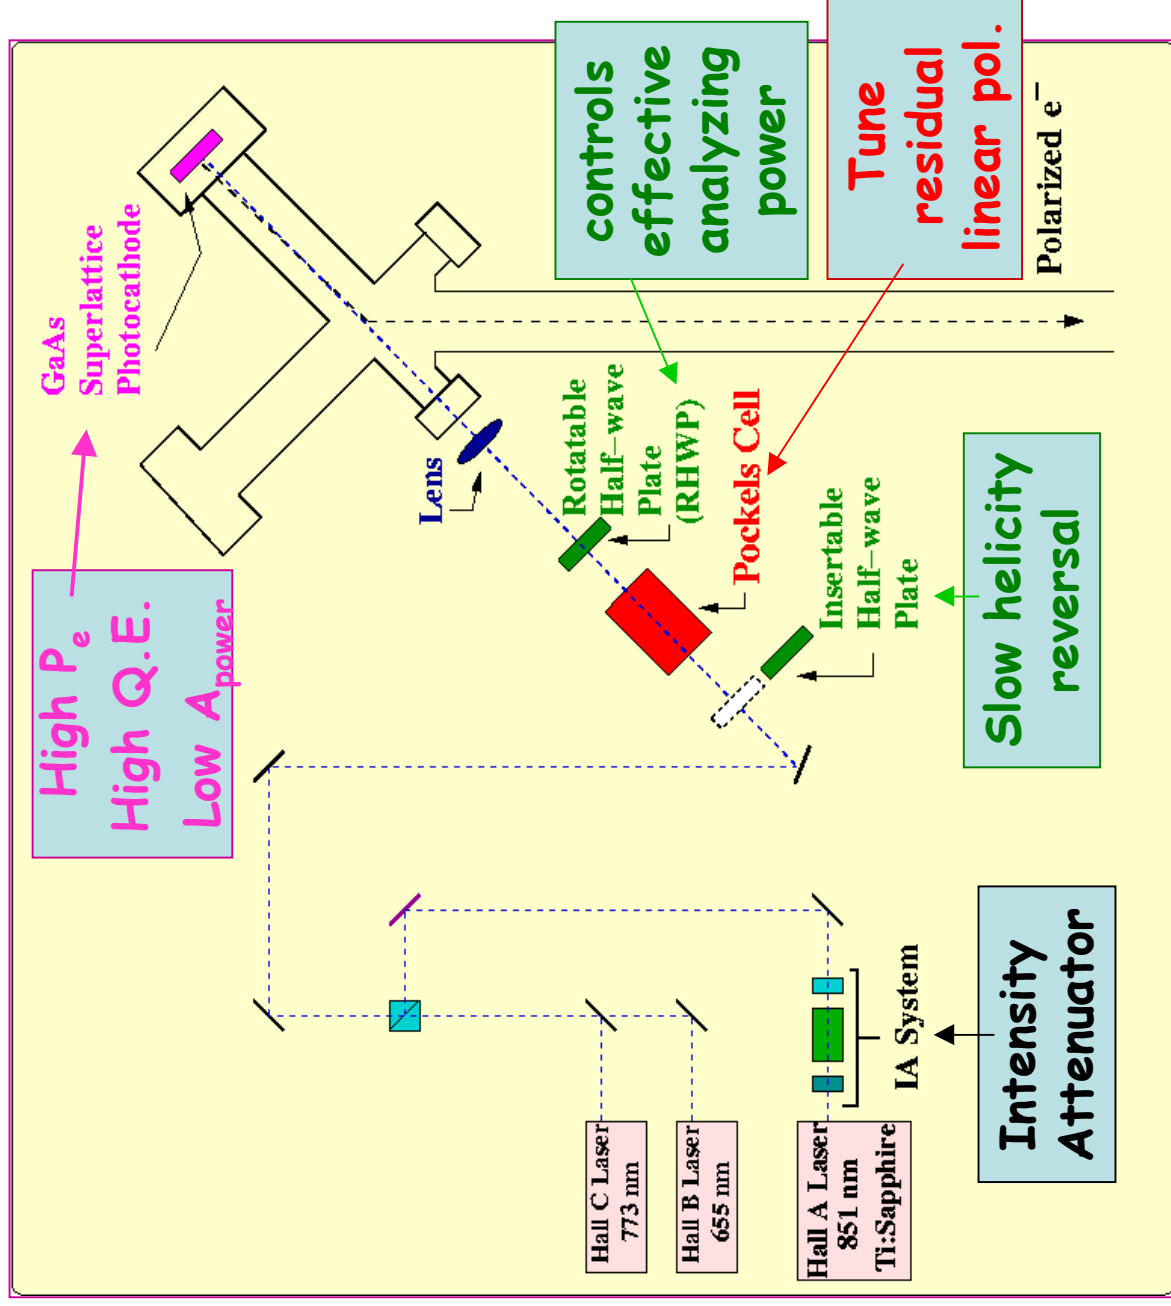 High Pe
High Q.E.
Low Apower
GaAs
Superlattice
Photocathode
controls
effective
analyzing
power
Tune
residual
linear pol.
Polarized e−
Lens
Rotatable
Half−wave
Plate
(RHWP)
Pockels Cell
Insertable
Half−wave
Plate
Slow helicity
reversal
Hall C Laser
773 nm
Hall B Laser
655 nm
Hall A Laser
851 nm
Ti:Sapphire
IA System
Intensity
Attenuator